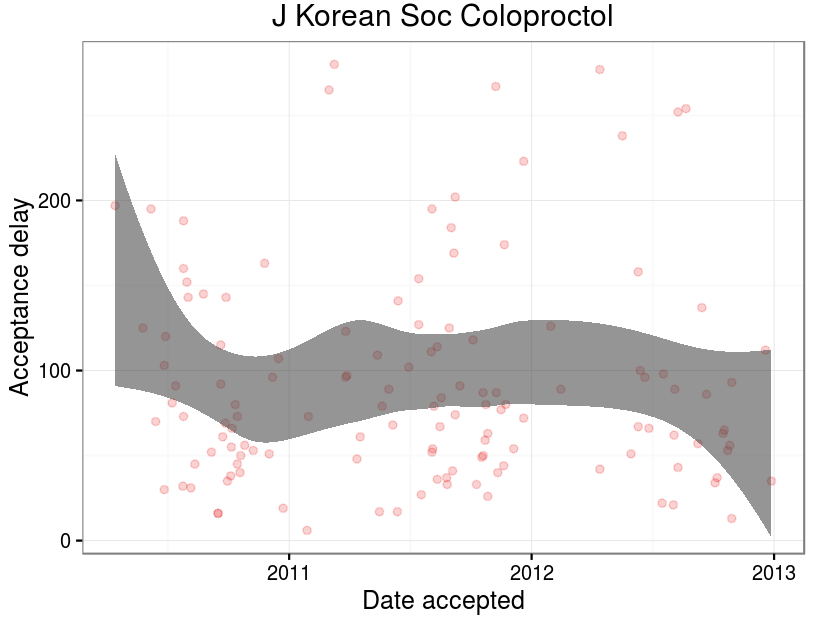 J Korean Soc Coloproctol
Acceptance delay
200
100
0
2011 2012 2013
Date accepted